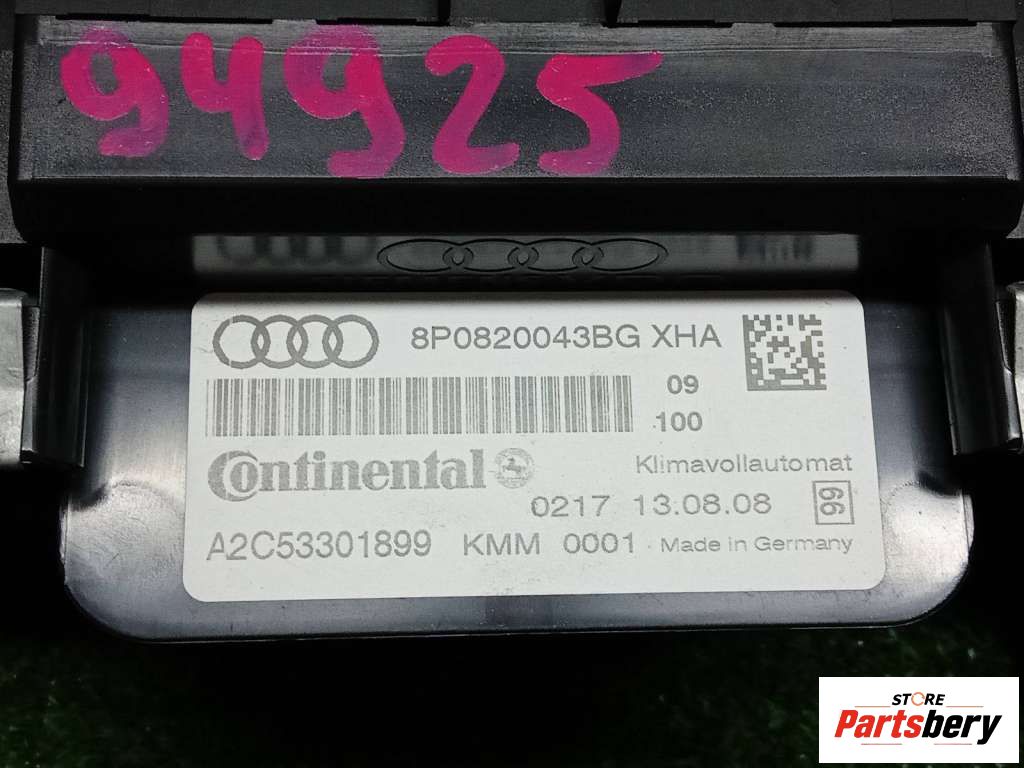 94925
8P0820043BG XHA
09
100
Continental
Klimavollautomat
0217 13.08.08
66
A2C53301899 KMM 0001 Made in Germany
STORE
Partsbery